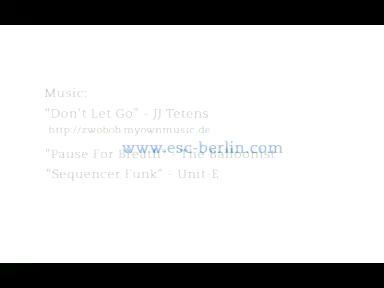 Music:
"Don't Let Go" - JJ Tetens
http://zwobob.myownmusic.de
www.esc-berlin.com
"Pause For Breath" - The Balloonist
"Sequencer Funk" - Unit-E